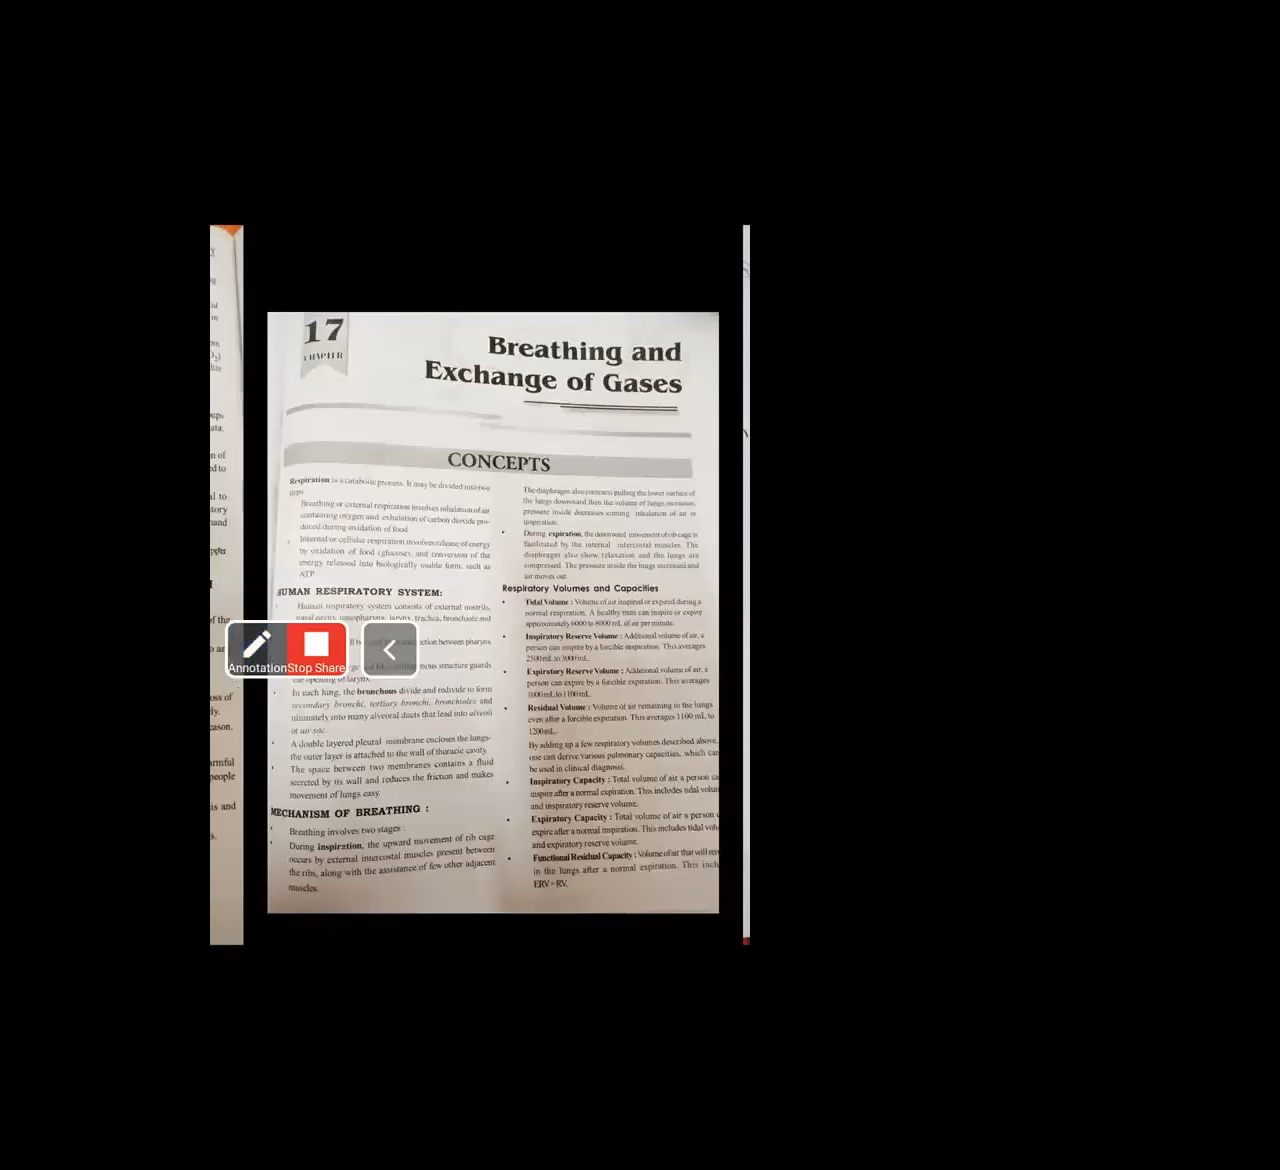 17
CHAPTER
Breathing and
Exchange of Gases
CONCEPTS
Respiration is a catabolic process. It may be divided into two
steps
Breathing or external respiration involves inhalation of air
containing oxygen and exhalation of carbon dioxide pro-
duced during oxidation of food
Internal or cellular respiration involves release of energy
by oxidation of food (glucose), and conversion of the
energy released into biologically usable form, such as
ATP
HUMAN RESPIRATORY SYSTEM:
Human respiratory system consists of external nostrils,
nasal cavity, nasopharynx, larynx, trachea, bronchiole and
between pharynx
structure guards
the opening of larynx
In each lung, the bronchous divide and redivide to form
secondary bronchi, tertiary bronchi, bronchioles and
ultimately into many alveoral ducts that lead into alveoli
or air sac
A double layered pleural membrane encloses the lungs-
the outer layer is attached to the wall of thoracic cavity
The space between two membranes contains a fluid
secreted by its wall and reduces the friction and makes
movement of lungs easy
MECHANISM OF BREATHING :
Breathing involves two stages
During inspiration, the upward movement of rib cage
occurs by external intercostal muscles present between
the ribs, along with the assistance of few other adjacent
muscles.
The diaphragm also contracts pulling the lower surface of
the lungs downward then the volume of lungs increases,
pressure inside decreases coming inhalation of air or
inspiration.
During expiration, the downward movement of rib cage is
facilitated by the internal intercostal muscles. The
diaphragm also show relaxation and the lungs are
compressed. The pressure inside the lungs increased and
air moves out.
Respiratory Volumes and Capacities
Tidal Volume : Volume of air inspired or expired during a
normal respiration. A healthy man can inspire or expire
approximately 6000 to 8000 mL of air per minute.
Inspiratory Reserve Volume : Additional volume of air, a
person can inspire by a forcible inspiration. This averages
2500 mL to 3000 mL.
Expiratory Reserve Volume : Additional volume of air, a
person can expire by a forcible expiration. This averages
1000 mL to 1100 mL.
Residual Volume : Volume of air remaining in the lungs
even after a forcible expiration. This averages 1100 mL to
1200 mL.
By adding up a few respiratory volumes described above,
one can derive various pulmonary capacities, which can
be used in clinical diagnosis.
Inspiratory Capacity : Total volume of air a person ca
inspire after a normal expiration. This includes tidal volum
and inspiratory reserve volume.
Expiratory Capacity : Total volume of air a person c
expire after a normal inspiration. This includes tidal volu
and expiratory reserve volume.
Functional Residual Capacity : Volume of air that will rem
in the lungs after a normal expiration. This inclu
ERV+RV.
Annotation Stop Share